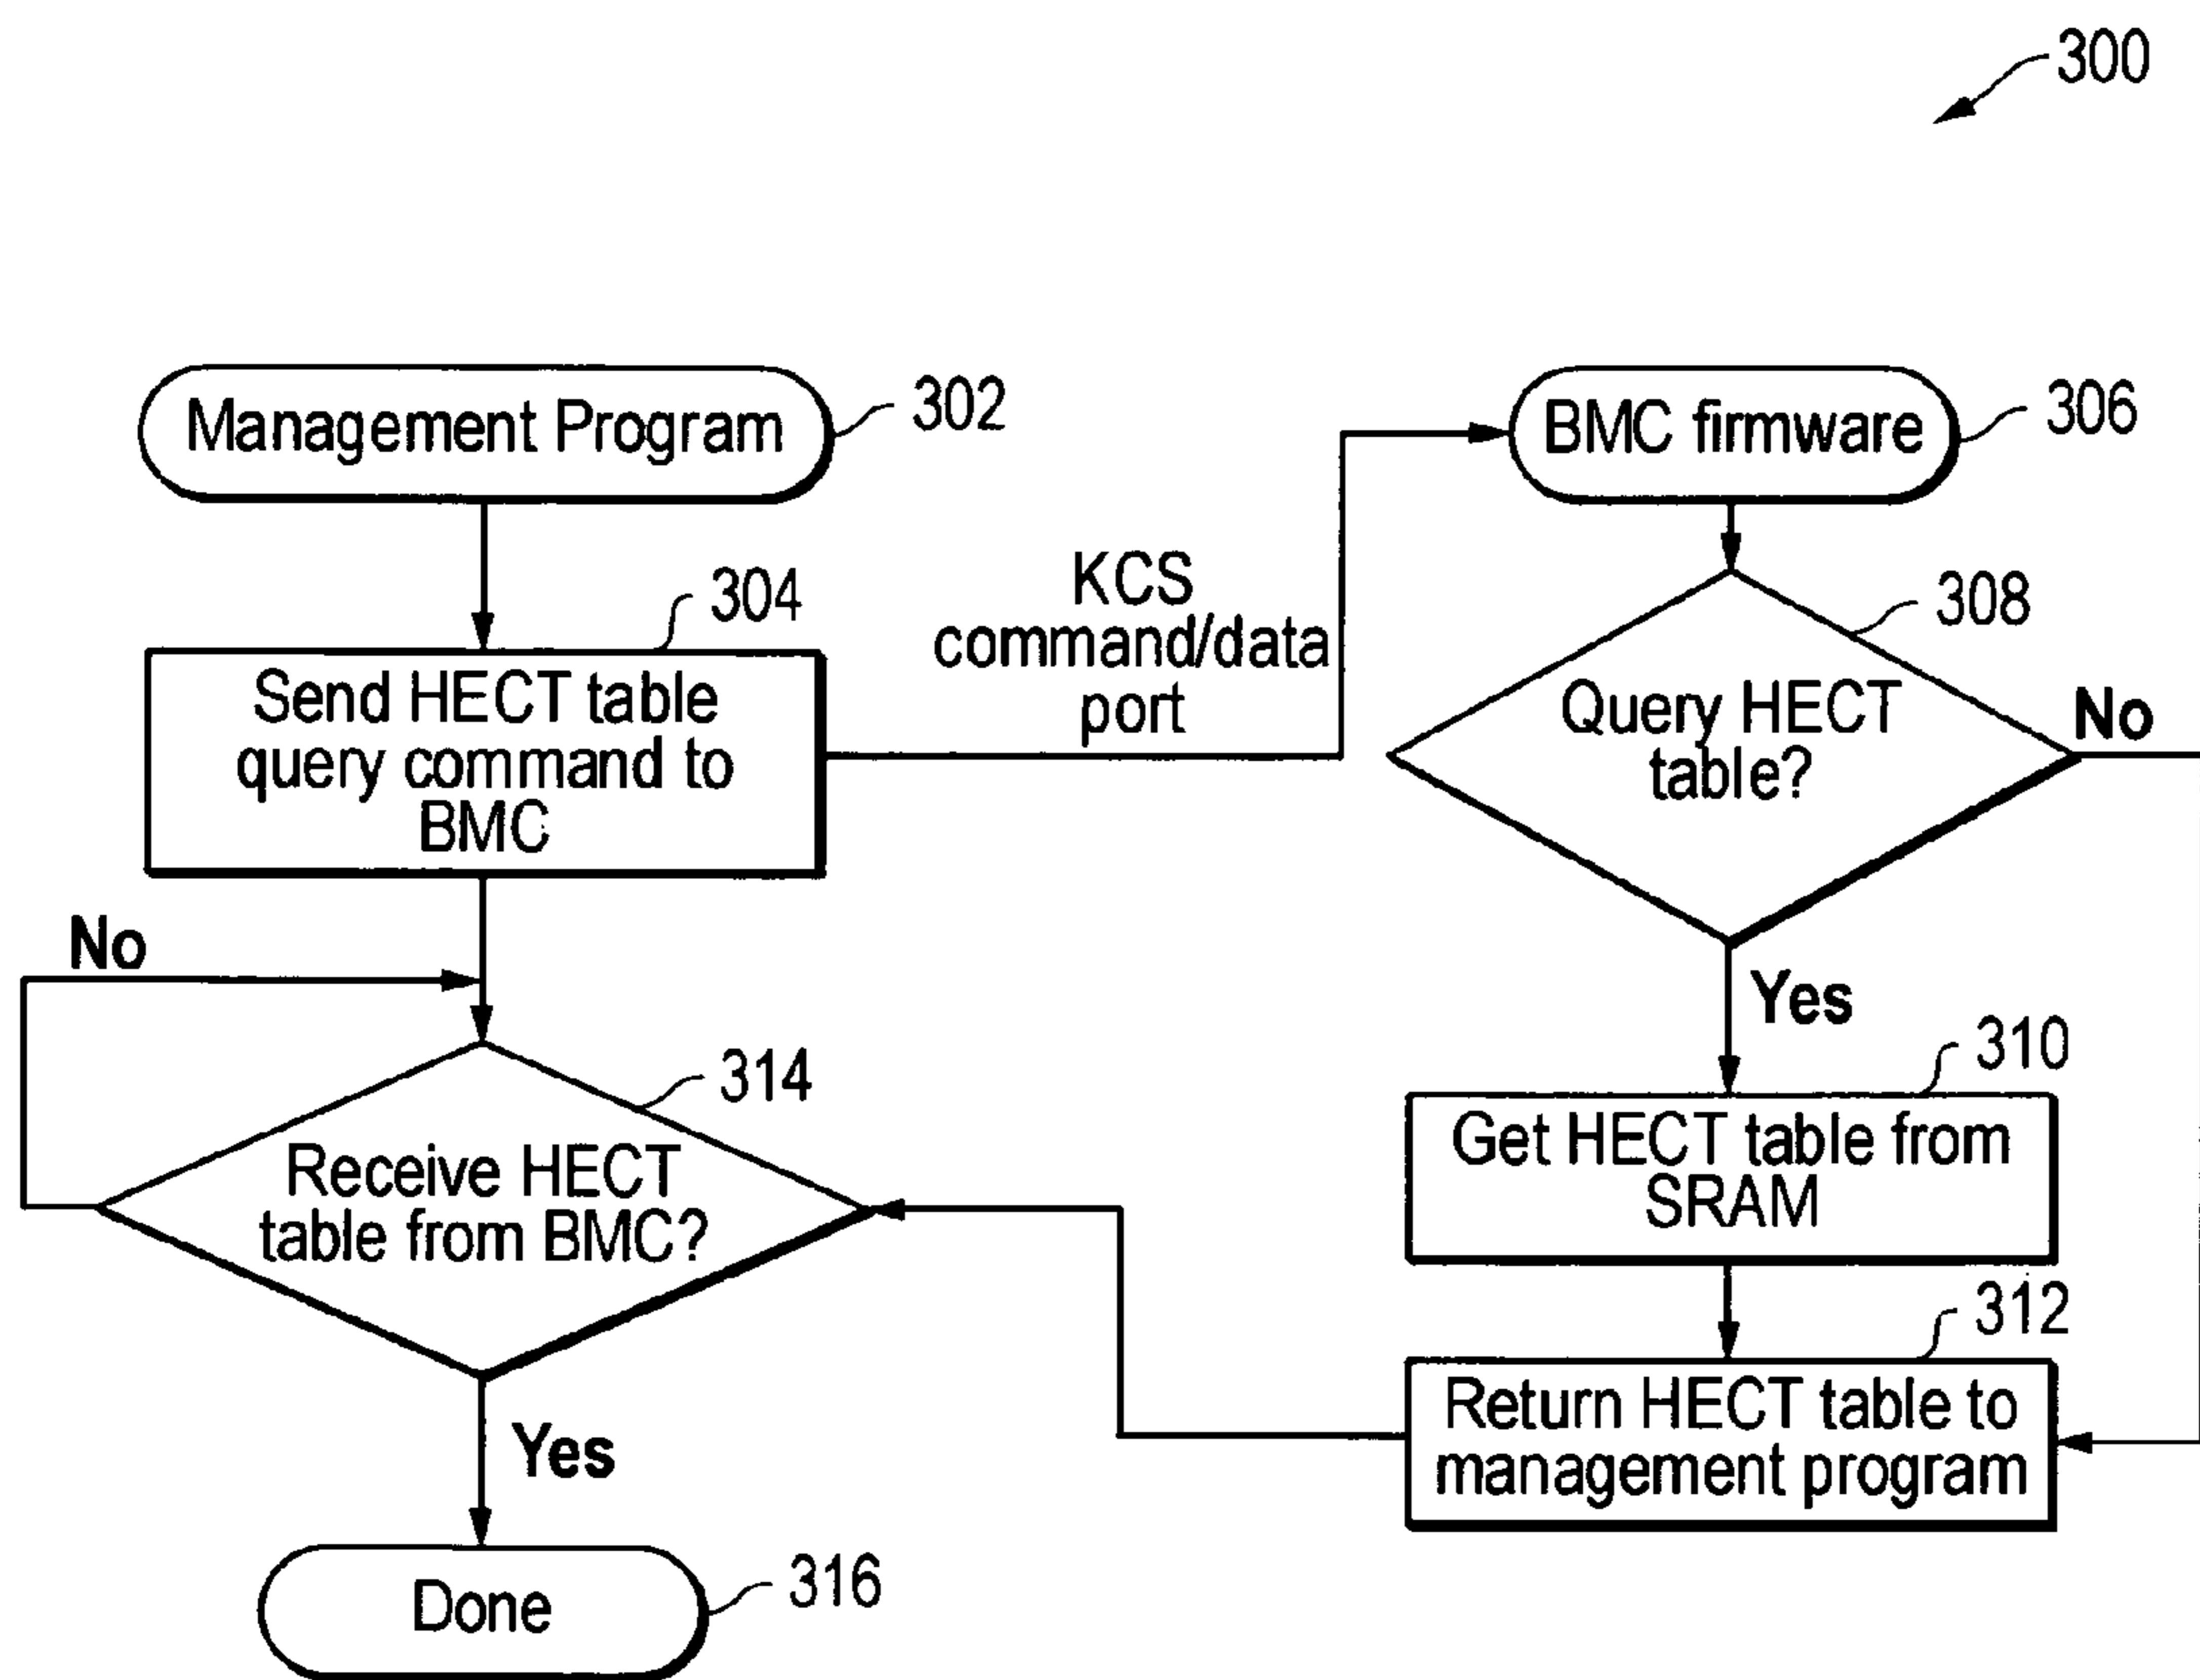 300
Management Program
302
BMC firmware
306
Send HECT table
query command to
BMC
304
KCS
command/data
port
Query HECT
table?
308
No
Yes
No
Receive HECT
table from BMC?
314
Get HECT table from
SRAM
310
Return HECT table to
management program
312
Yes
Done
316